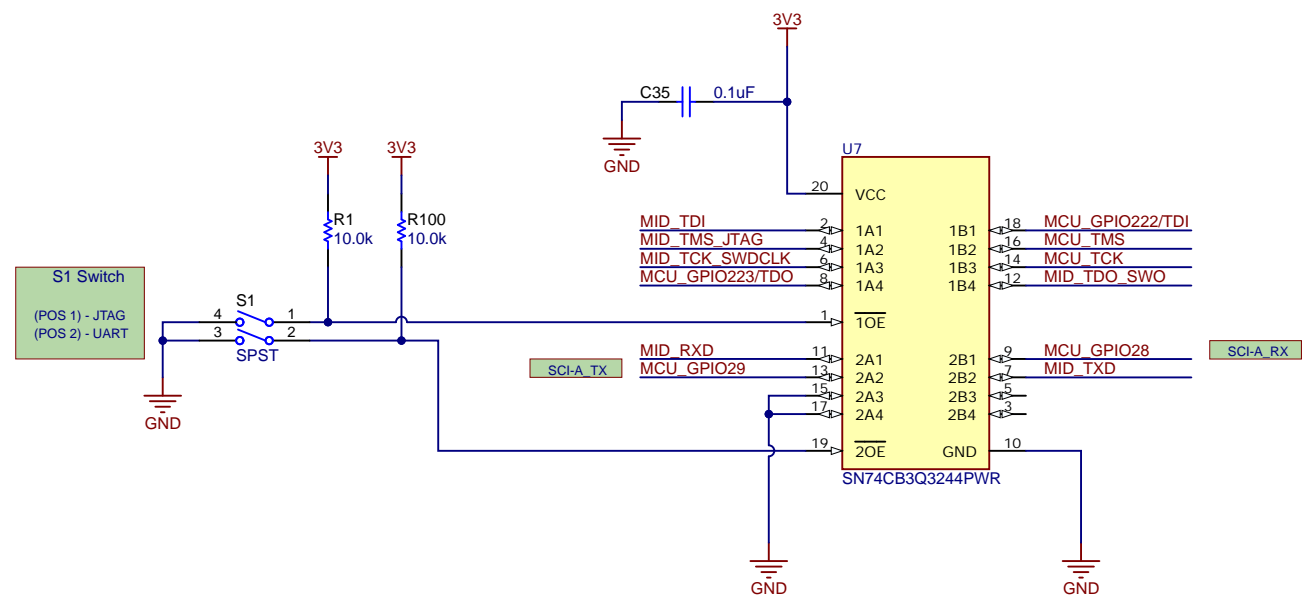 3V3
C35 0.1uF
GND
3V3 3V3
U7
R1
10.0k
R100
10.0k
20 VCC
MID_TDI 2 1A1 1B1 18 MCU_GPIO222/TDI
MID_TMS_JTAG 4 1A2 1B2 16 MCU_TMS
MID_TCK_SWDCLK 6 1A3 1B3 14 MCU_TCK
MCU_GPIO223/TDO 8 1A4 1B4 12 MID_TDO_SWO
S1 Switch
(POS 1) - JTAG
(POS 2) - UART
S1
4 1
3 2
SPST
GND
1 1OE
MID_RXD 11 2A1 2B1 9 MCU_GPIO28 SCI-A_RX
SCI-A_TX MCU_GPIO29 13 2A2 2B2 7 MID_TXD
15 2A3 2B3 5
17 2A4 2B4 3
19 2OE GND 10
SN74CB3Q3244PWR
GND GND